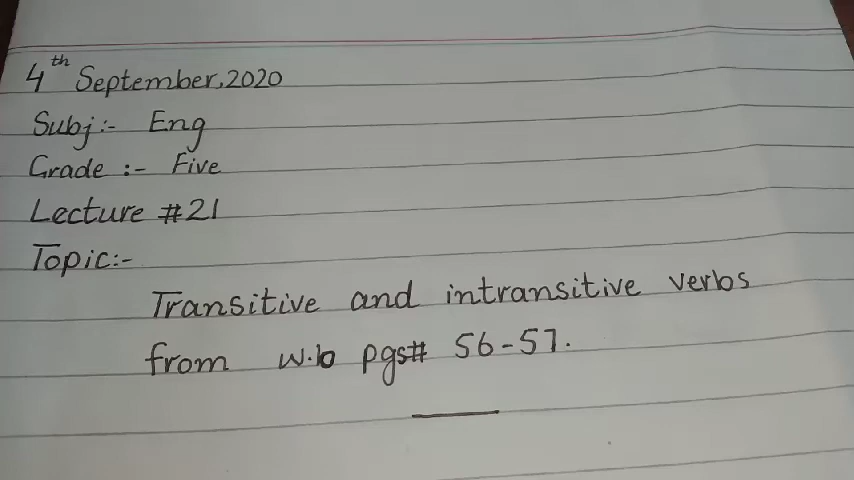 4th September, 2020
Subj:- Eng
Grade :- Five
Lecture #21
Topic:-
Transitive and intransitive verbs
from w.b pgs# 56-57.